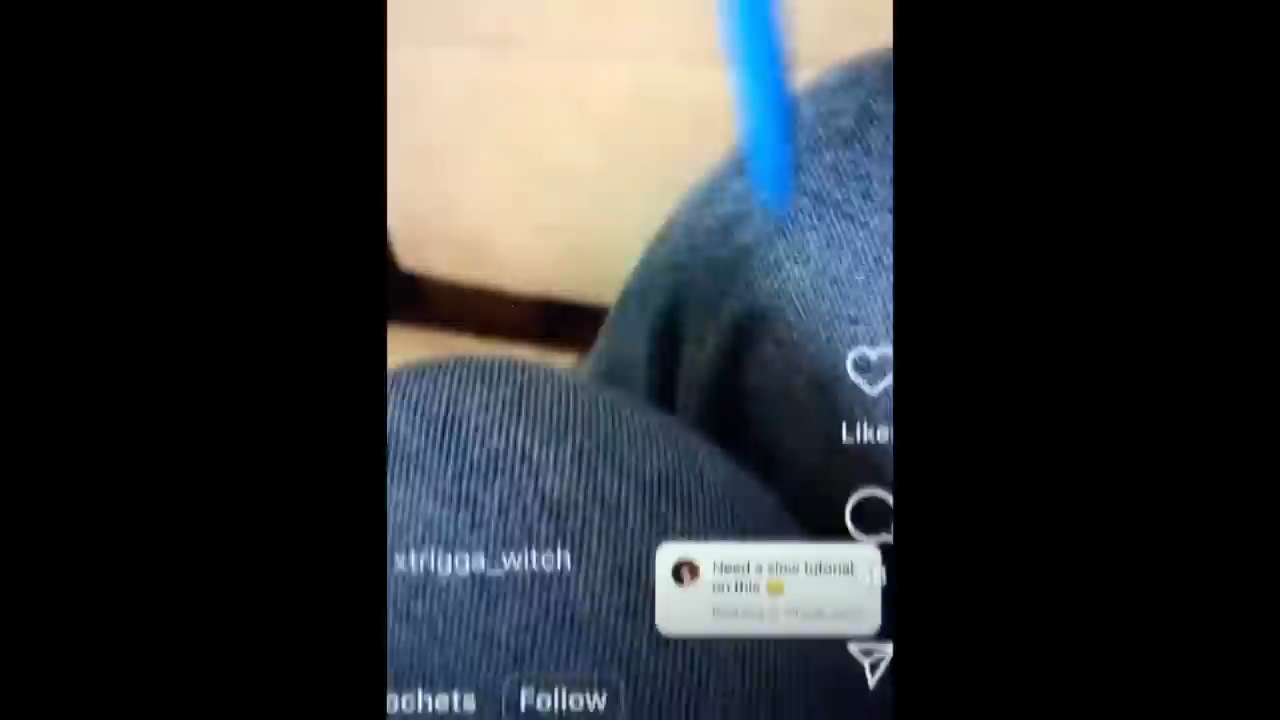 Like
xtrigga_witch
Need a slow tutorial
on this 😄
ochets Follow